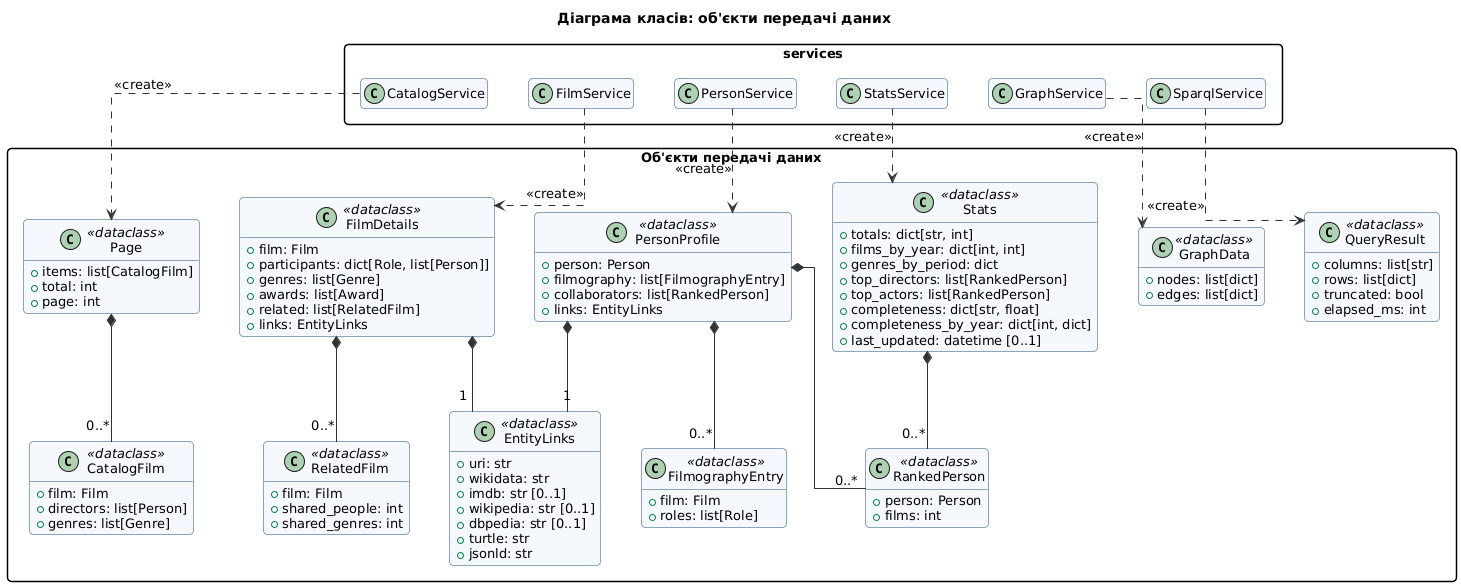 Діаграма класів: об'єкти передачі даних
services
«create»
C CatalogService
C FilmService
C PersonService
C StatsService
C GraphService
C SparqlService
«create»
«create»
Об'єкти передачі даних
«create»
«create»
«create»
C «dataclass»
Page
items: list[CatalogFilm]
total: int
page: int
C «dataclass»
FilmDetails
film: Film
participants: dict[Role, list[Person]]
genres: list[Genre]
awards: list[Award]
related: list[RelatedFilm]
links: EntityLinks
C «dataclass»
PersonProfile
person: Person
filmography: list[FilmographyEntry]
collaborators: list[RankedPerson]
links: EntityLinks
C «dataclass»
Stats
totals: dict[str, int]
films_by_year: dict[int, int]
genres_by_period: dict
top_directors: list[RankedPerson]
top_actors: list[RankedPerson]
completeness: dict[str, float]
completeness_by_year: dict[int, dict]
last_updated: datetime [0..1]
C «dataclass»
GraphData
nodes: list[dict]
edges: list[dict]
C «dataclass»
QueryResult
columns: list[str]
rows: list[dict]
truncated: bool
elapsed_ms: int
0..*
0..*
1
1
0..*
0..*
0..*
C «dataclass»
CatalogFilm
film: Film
directors: list[Person]
genres: list[Genre]
C «dataclass»
RelatedFilm
film: Film
shared_people: int
shared_genres: int
C «dataclass»
EntityLinks
uri: str
wikidata: str
imdb: str [0..1]
wikipedia: str [0..1]
dbpedia: str [0..1]
turtle: str
jsonld: str
C «dataclass»
FilmographyEntry
film: Film
roles: list[Role]
C «dataclass»
RankedPerson
person: Person
films: int